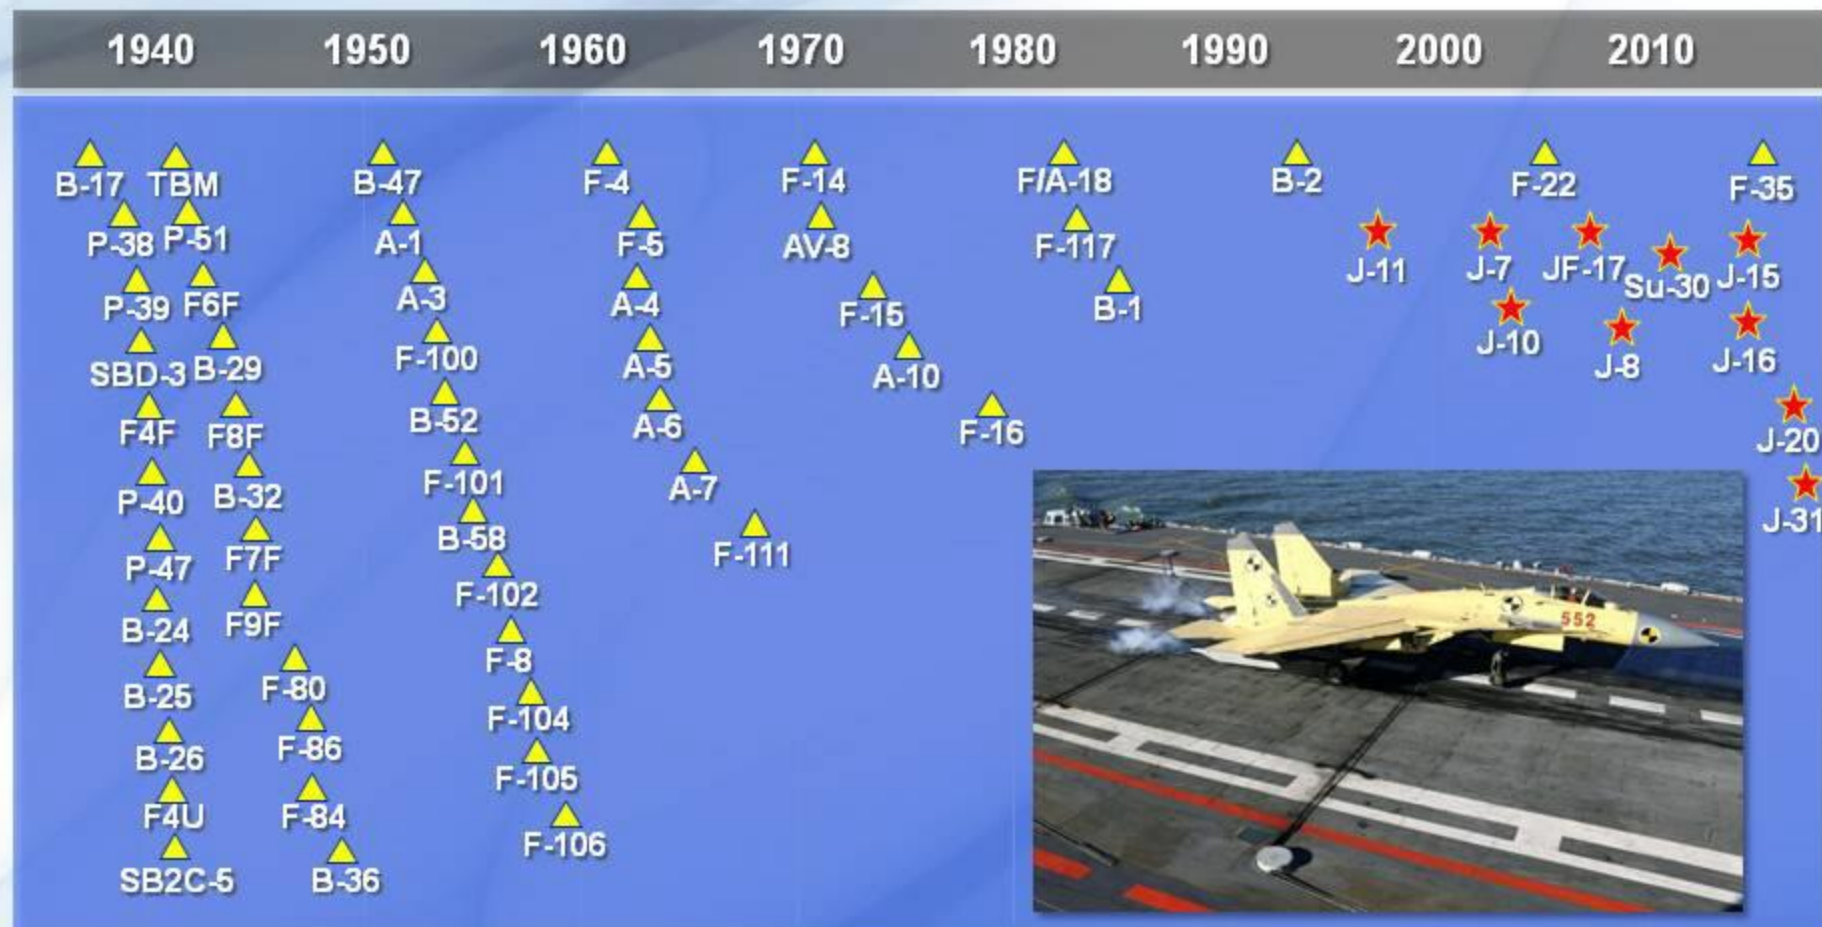 1940 1950 1960 1970 1980 1990 2000 2010
B-17 TBM B-47 F-4 F-14 F/A-18 B-2 F-22 F-35
P-38 P-51 A-1 F-5 AV-8 F-117 J-11 J-7 JF-17 Su-30 J-15
P-39 F6F A-3 A-4 F-15 B-1 J-10 J-8 J-16
SBD-3 B-29 F-100 A-5 A-10
F4F F8F B-52 A-6 F-16 J-20
P-40 B-32 F-101 A-7 J-31
P-47 F7F B-58 F-111
B-24 F9F F-102
B-25 F-80 F-8
B-26 F-86 F-104
F4U F-84 F-105
SB2C-5 B-36 F-106
552